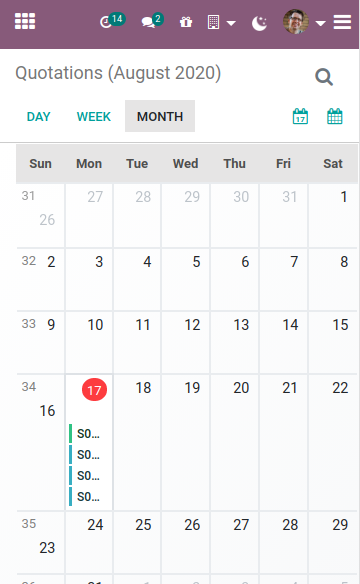 14 2
Quotations (August 2020)
DAY WEEK MONTH 17
Sun Mon Tue Wed Thu Fri Sat
31 27 28 29 30 31 1
26
32 2 3 4 5 6 7 8
33 9 10 11 12 13 14 15
34 17 18 19 20 21 22
16
S0...
S0...
S0...
S0...
35 24 25 26 27 28 29
23